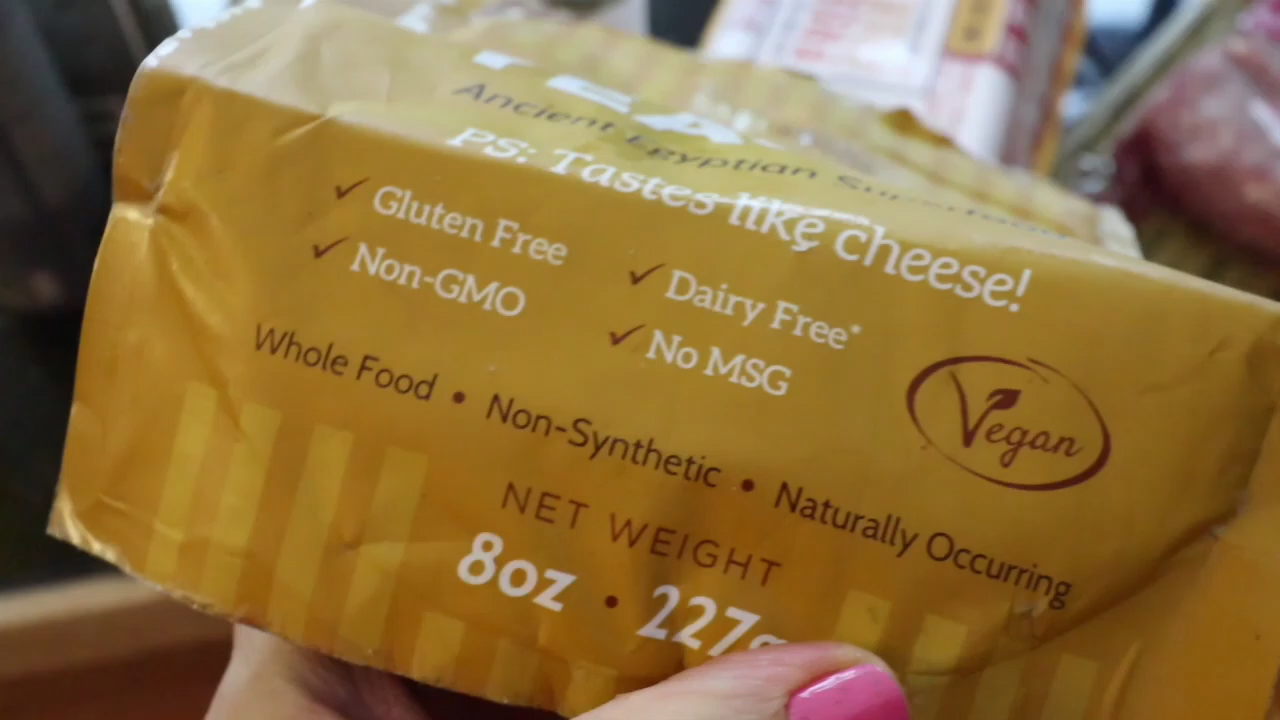 Ancient Egyptian Superfood
PS: Tastes like cheese!
✓ Gluten Free
✓ Non-GMO
✓ Dairy Free*
✓ No MSG
Vegan
Whole Food • Non-Synthetic • Naturally Occurring
NET WEIGHT
8oz • 227g